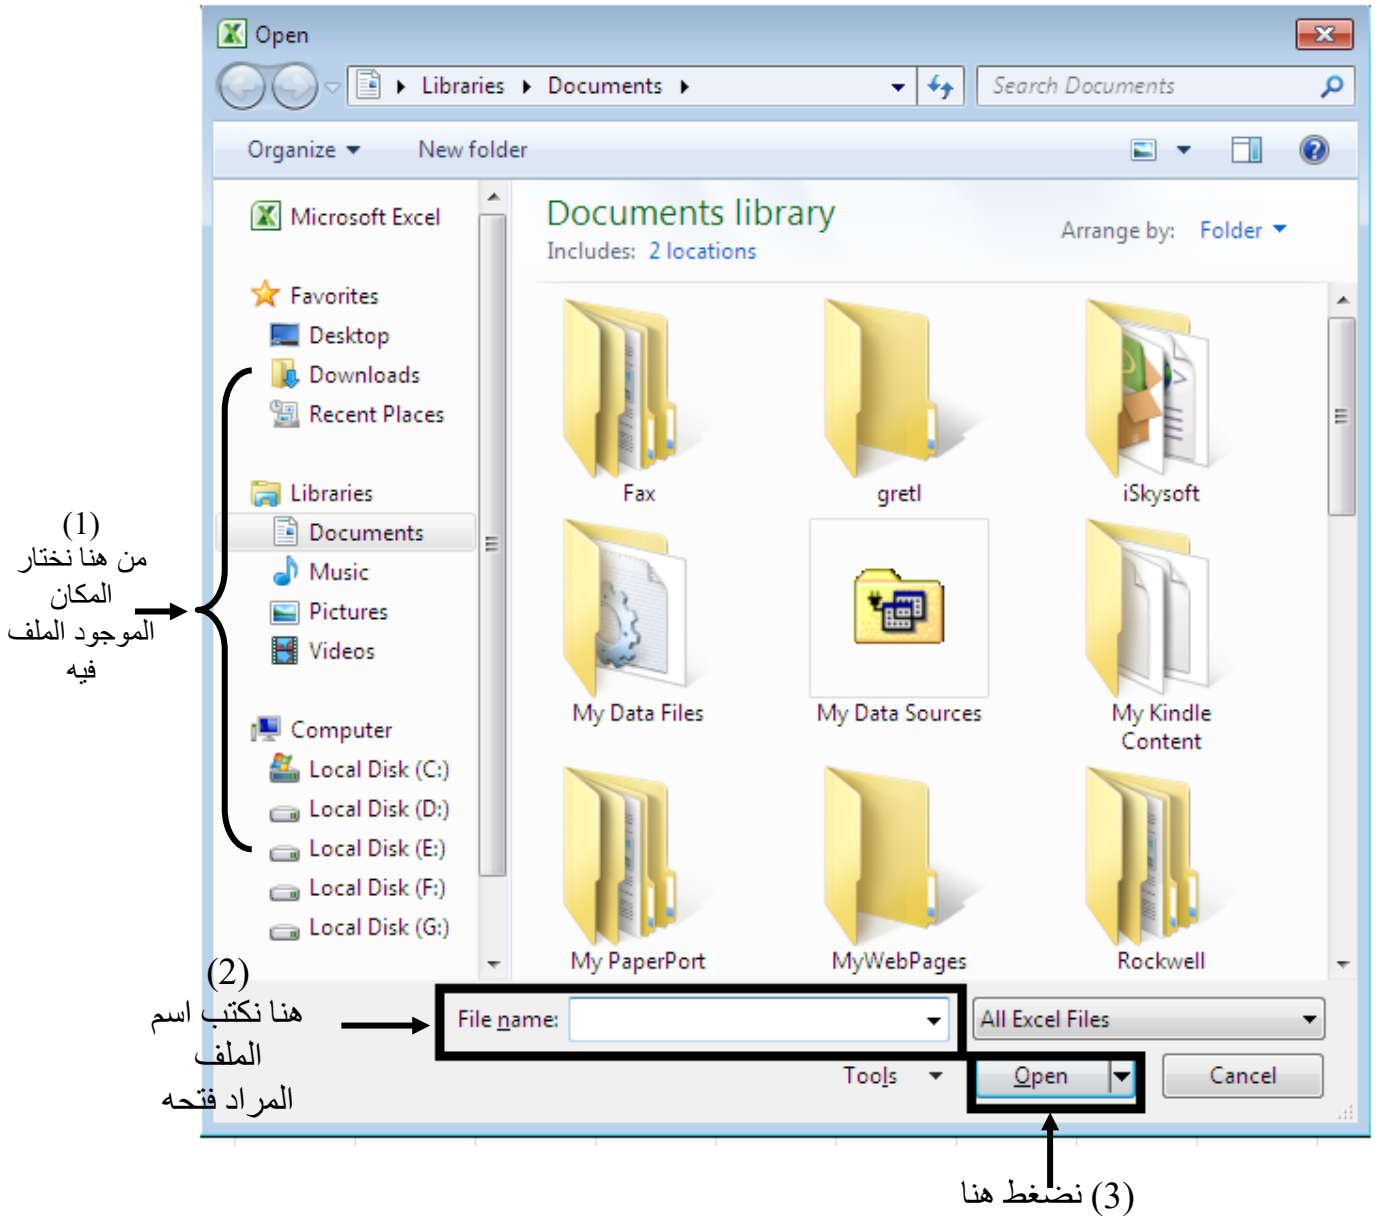 Open
Libraries Documents
Search Documents
Organize New folder
Microsoft Excel
Favorites
Desktop
Downloads
Recent Places
Libraries
Documents
Music
Pictures
Videos
Computer
Local Disk (C:)
Local Disk (D:)
Local Disk (E:)
Local Disk (F:)
Local Disk (G:)
Documents library
Includes: 2 locations
Arrange by: Folder
Fax
gretl
iSkysoft
My Data Files
My Data Sources
My Kindle
Content
My PaperPort
MyWebPages
Rockwell
(1)
من هنا نختار
المكان
الموجود الملف
فيه
(2)
هنا نكتب اسم
الملف
المراد فتحه
File name:
All Excel Files
Tools
Open
Cancel
(3) نضغط هنا